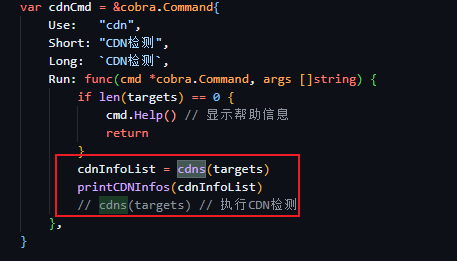 var cdnCmd = &cobra.Command{
    Use:   "cdn",
    Short: "CDN检测",
    Long:  `CDN检测`,
    Run: func(cmd *cobra.Command, args []string) {
        if len(targets) == 0 {
            cmd.Help() // 显示帮助信息
            return
        }
        cdnInfoList = cdns(targets)
        printCDNInfos(cdnInfoList)
        // cdns(targets) // 执行CDN检测
    },
}